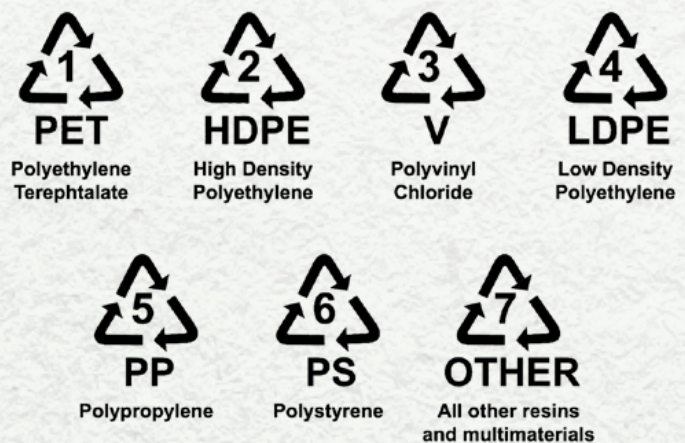 1 2 3 4
PET HDPE V LDPE
Polyethylene High Density Polyvinyl Low Density
Terephtalate Polyethylene Chloride Polyethylene
5 6 7
PP PS OTHER
Polypropylene Polystyrene All other resins
and multimaterials